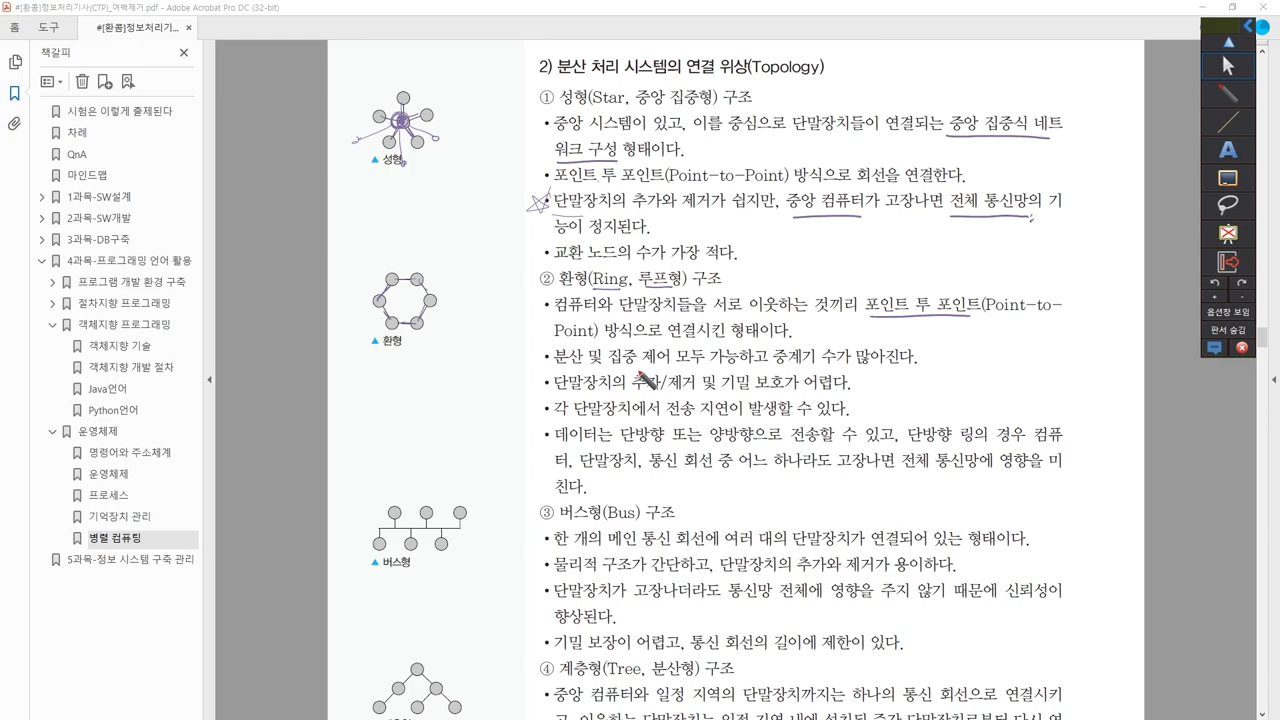 #[환콤]정보처리기사(CTP)_여백제거.pdf - Adobe Acrobat Pro DC (32-bit)
홈
도구
#[환콤]정보처리기...
책갈피
시험은 이렇게 출제된다
차례
QnA
마인드맵
1과목-SW설계
2과목-SW개발
3과목-DB구축
4과목-프로그래밍 언어 활용
프로그램 개발 환경 구축
절차지향 프로그래밍
객체지향 프로그래밍
객체지향 기술
객체지향 개발 절차
Java언어
Python언어
운영체제
명령어와 주소체계
운영체제
프로세스
기억장치 관리
병렬 컴퓨팅
5과목-정보 시스템 구축 관리
▲ 성형
▲ 환형
▲ 버스형
2) 분산 처리 시스템의 연결 위상(Topology)
① 성형(Star, 중앙 집중형) 구조
• 중앙 시스템이 있고, 이를 중심으로 단말장치들이 연결되는 중앙 집중식 네트
워크 구성 형태이다.
• 포인트 투 포인트(Point-to-Point) 방식으로 회선을 연결한다.
• 단말장치의 추가와 제거가 쉽지만, 중앙 컴퓨터가 고장나면 전체 통신망의 기
능이 정지된다.
• 교환 노드의 수가 가장 적다.
② 환형(Ring, 루프형) 구조
• 컴퓨터와 단말장치들을 서로 이웃하는 것끼리 포인트 투 포인트(Point-to-
Point) 방식으로 연결시킨 형태이다.
• 분산 및 집중 제어 모두 가능하고 중계기 수가 많아진다.
• 단말장치의 추가/제거 및 기밀 보호가 어렵다.
• 각 단말장치에서 전송 지연이 발생할 수 있다.
• 데이터는 단방향 또는 양방향으로 전송할 수 있고, 단방향 링의 경우 컴퓨
터, 단말장치, 통신 회선 중 어느 하나라도 고장나면 전체 통신망에 영향을 미
친다.
③ 버스형(Bus) 구조
• 한 개의 메인 통신 회선에 여러 대의 단말장치가 연결되어 있는 형태이다.
• 물리적 구조가 간단하고, 단말장치의 추가와 제거가 용이하다.
• 단말장치가 고장나더라도 통신망 전체에 영향을 주지 않기 때문에 신뢰성이
향상된다.
• 기밀 보장이 어렵고, 통신 회선의 길이에 제한이 있다.
④ 계층형(Tree, 분산형) 구조
• 중앙 컴퓨터와 일정 지역의 단말장치까지는 하나의 통신 회선으로 연결시키
A
옵션창 보임
판서 숨김